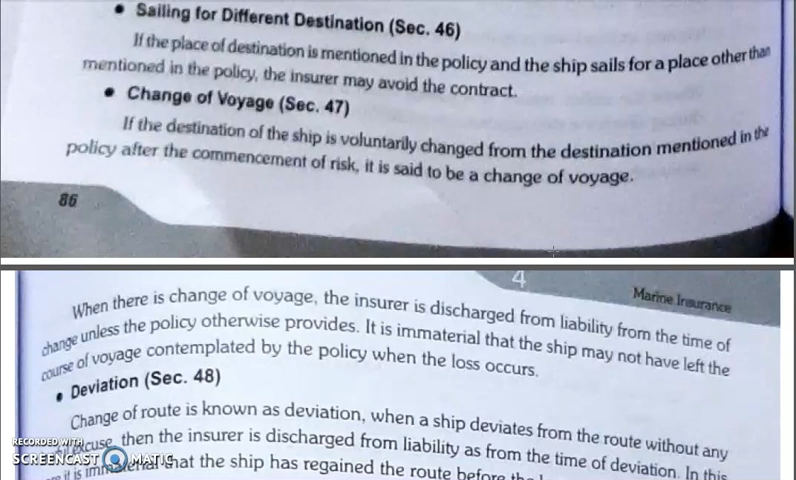 • Sailing for Different Destination (Sec. 46)
If the place of destination is mentioned in the policy and the ship sails for a place other than
mentioned in the policy, the insurer may avoid the contract.
• Change of Voyage (Sec. 47)
If the destination of the ship is voluntarily changed from the destination mentioned in the
policy after the commencement of risk, it is said to be a change of voyage.
86
4
Marine Insurance
When there is change of voyage, the insurer is discharged from liability from the time of
change unless the policy otherwise provides. It is immaterial that the ship may not have left the
course of voyage contemplated by the policy when the loss occurs.
• Deviation (Sec. 48)
Change of route is known as deviation, when a ship deviates from the route without any
excuse, then the insurer is discharged from liability as from the time of deviation. In this
it is immaterial that the ship has regained the route before the
RECORDED WITH
SCREENCAST MATIC